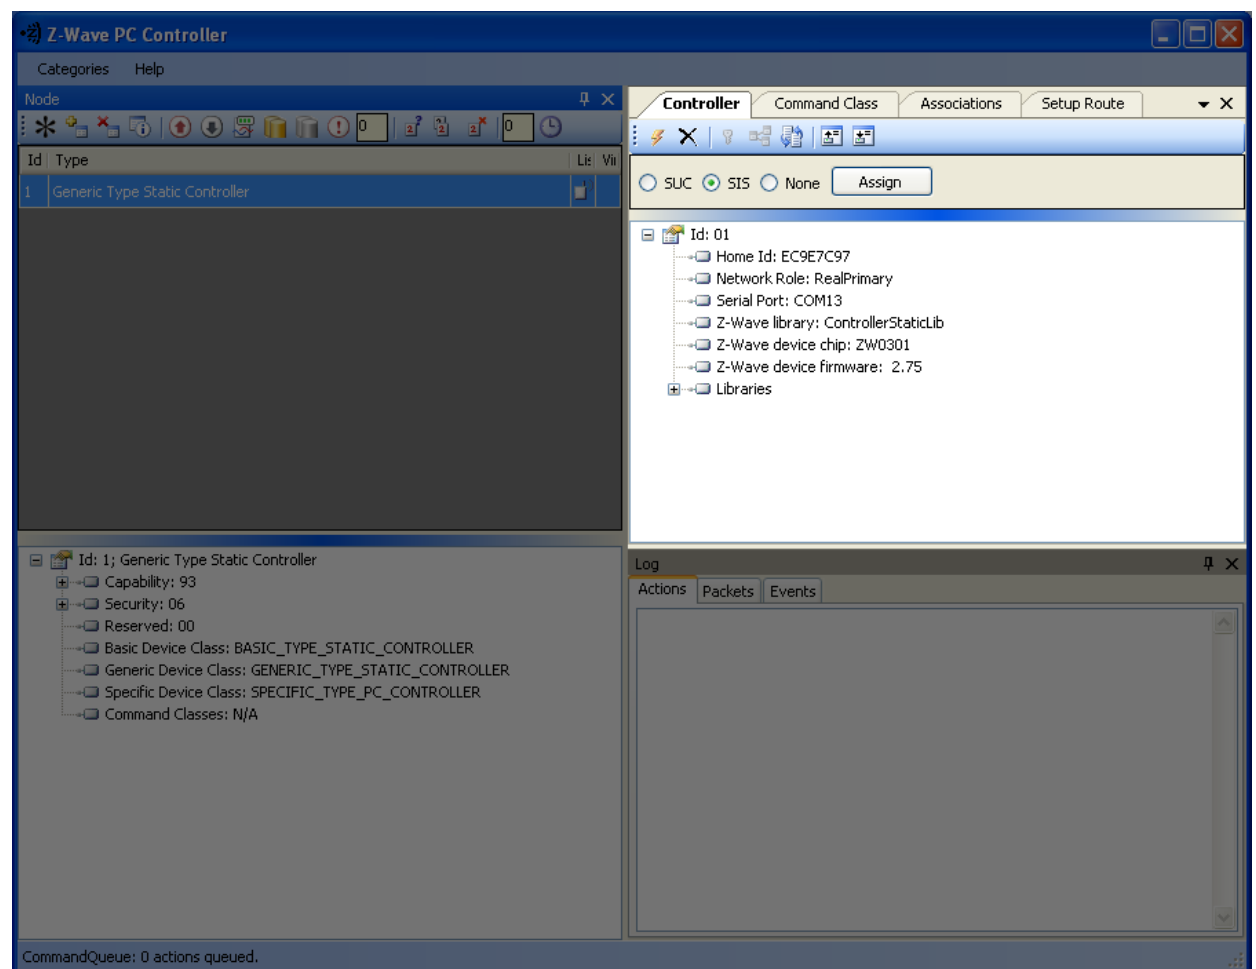 Z-Wave PC Controller
Categories Help
Node
0 2? 2 2x 0
Id Type Lis Vir
1 Generic Type Static Controller
Id: 1; Generic Type Static Controller
Capability: 93
Security: 06
Reserved: 00
Basic Device Class: BASIC_TYPE_STATIC_CONTROLLER
Generic Device Class: GENERIC_TYPE_STATIC_CONTROLLER
Specific Device Class: SPECIFIC_TYPE_PC_CONTROLLER
Command Classes: N/A
Controller Command Class Associations Setup Route
SUC SIS None Assign
Id: 01
Home Id: EC9E7C97
Network Role: RealPrimary
Serial Port: COM13
Z-Wave library: ControllerStaticLib
Z-Wave device chip: ZW0301
Z-Wave device firmware: 2.75
Libraries
Log
Actions Packets Events
CommandQueue: 0 actions queued.